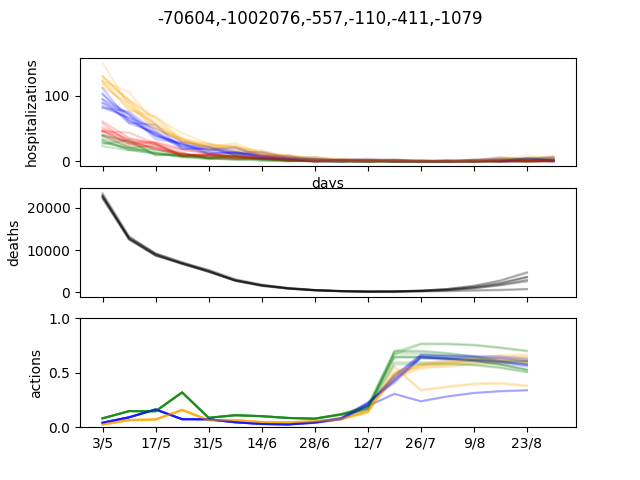 -70604,-1002076,-557,-110,-411,-1079
hospitalizations
100
0
days
deaths
20000
10000
0
actions
1.0
0.5
0.0
3/5 17/5 31/5 14/6 28/6 12/7 26/7 9/8 23/8